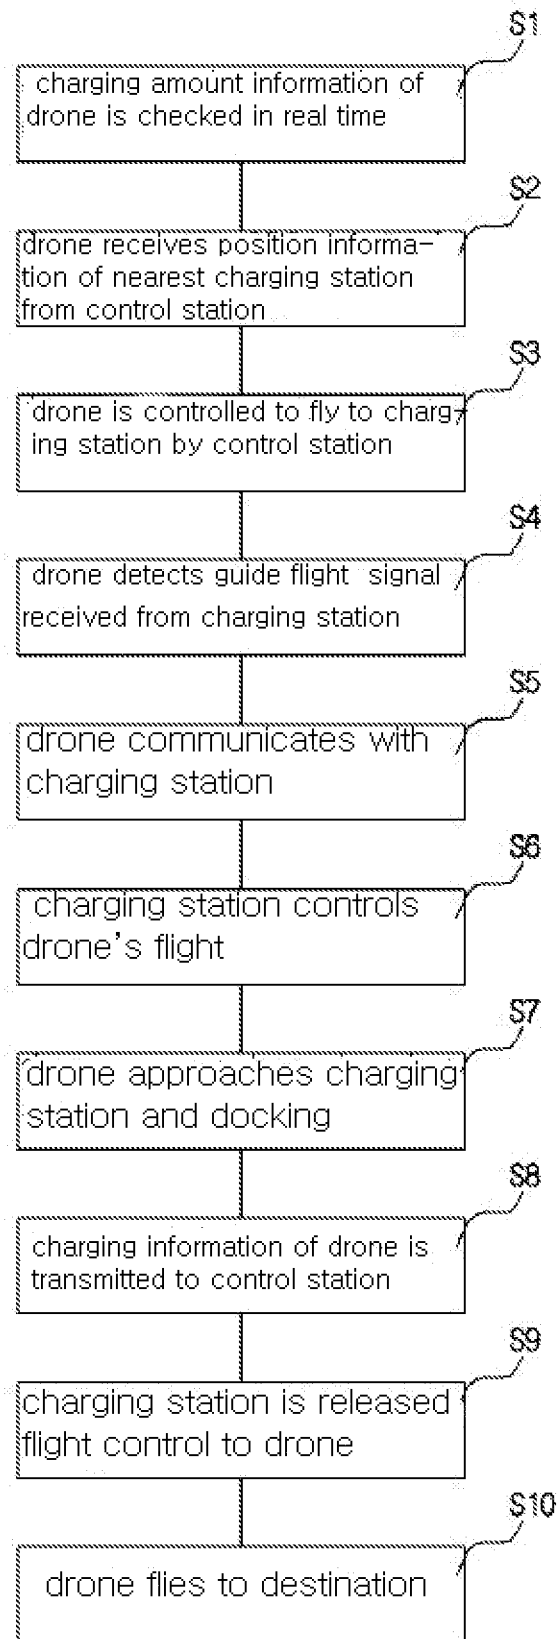 S1
charging amount information of
drone is checked in real time
S2
drone receives position informa-
tion of nearest charging station
from control station
S3
drone is controlled to fly to charg-
ing station by control station
S4
drone detects guide flight signal
received from charging station
S5
drone communicates with
charging station
S6
charging station controls
drone's flight
S7
drone approaches charging
station and docking
S8
charging information of drone is
transmitted to control station
S9
charging station is released
flight control to drone
S10
drone flies to destination